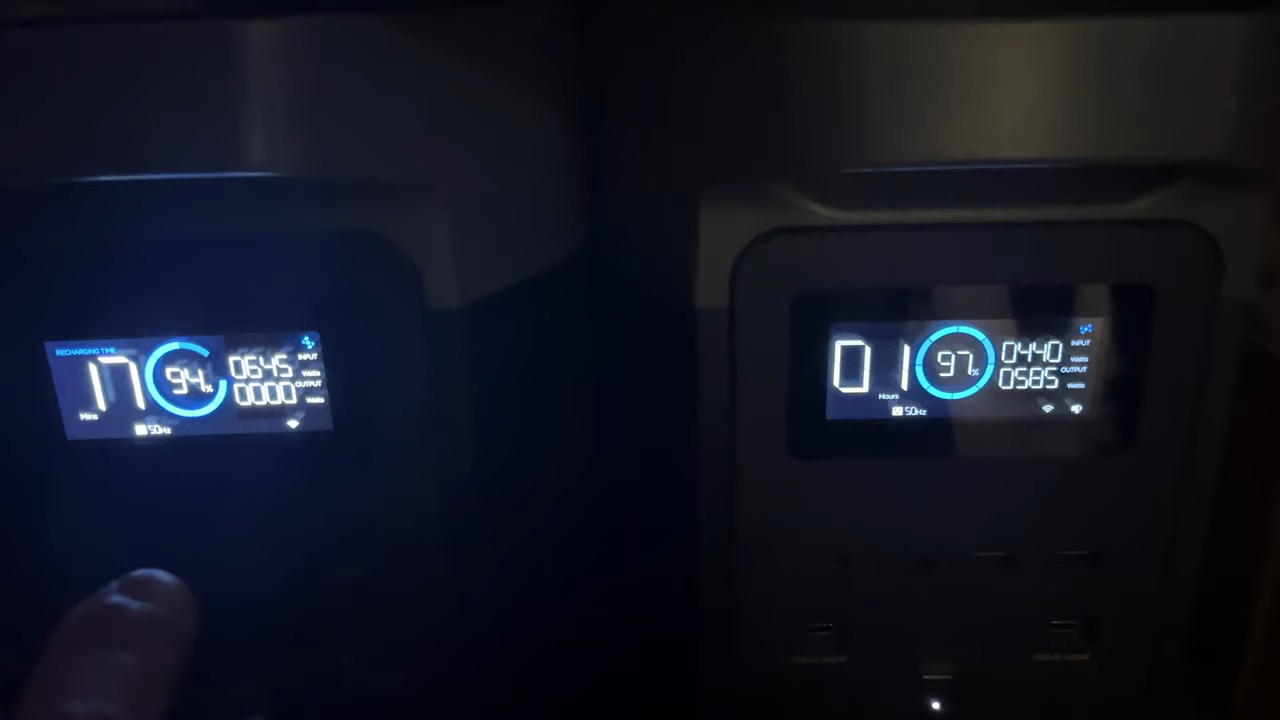 RECHARGING TIME
17
Mins
94%
0645
INPUT
Watts
0000
OUTPUT
Watts
50Hz
01
Hours
97%
0440
INPUT
Watts
0585
OUTPUT
Watts
50Hz